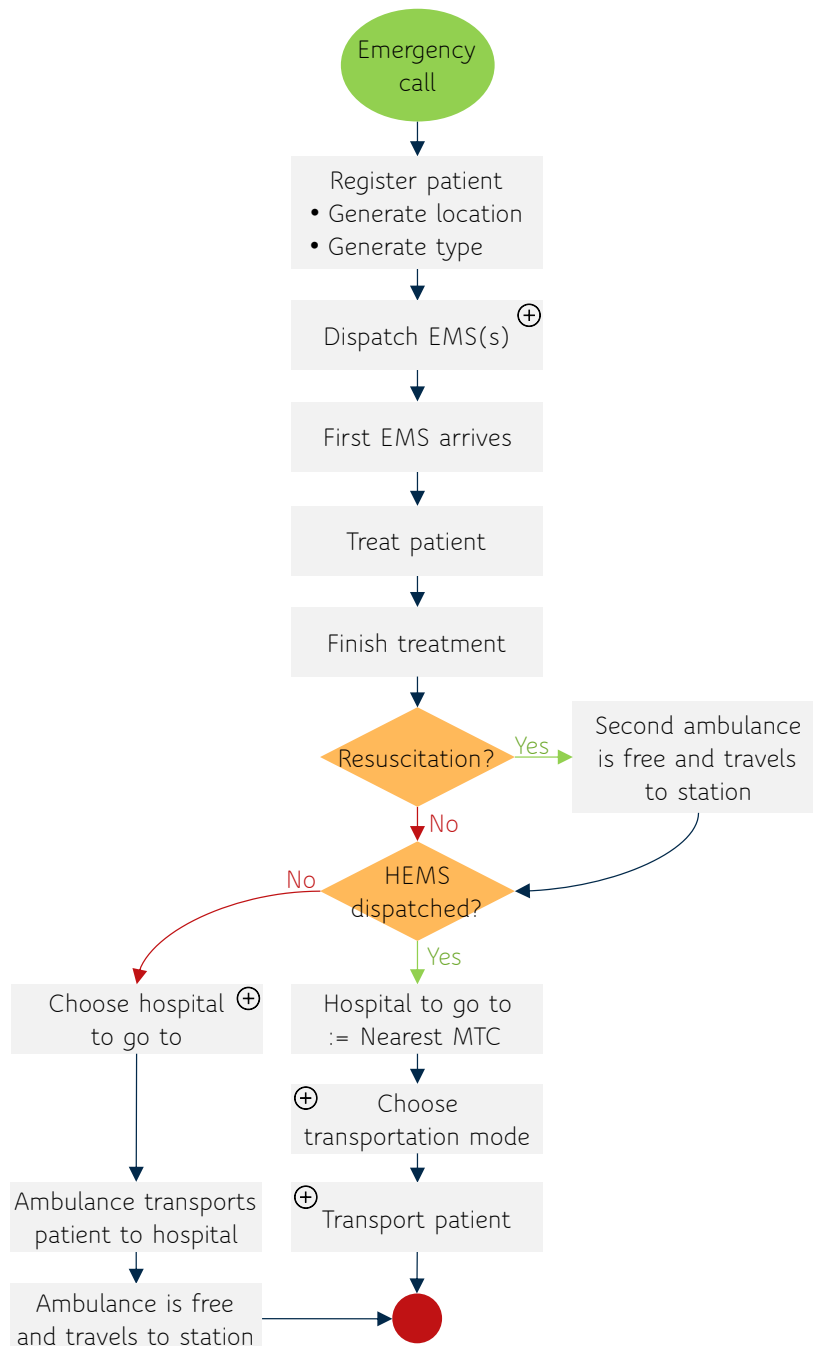 Emergency
call
Register patient
• Generate location
• Generate type
Dispatch EMS(s)
First EMS arrives
Treat patient
Finish treatment
Resuscitation?
Yes
Second ambulance
is free and travels
to station
No
HEMS
dispatched?
No
Yes
Choose hospital
to go to
Hospital to go to
:= Nearest MTC
Choose
transportation mode
Ambulance transports
patient to hospital
Transport patient
Ambulance is free
and travels to station